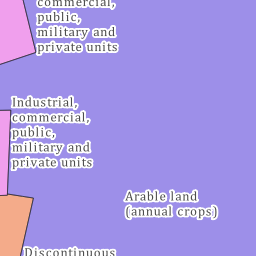 commercial,
public,
military and
private units
Industrial,
commercial,
public,
military and
private units
Arable land
(annual crops)
Discontinuous